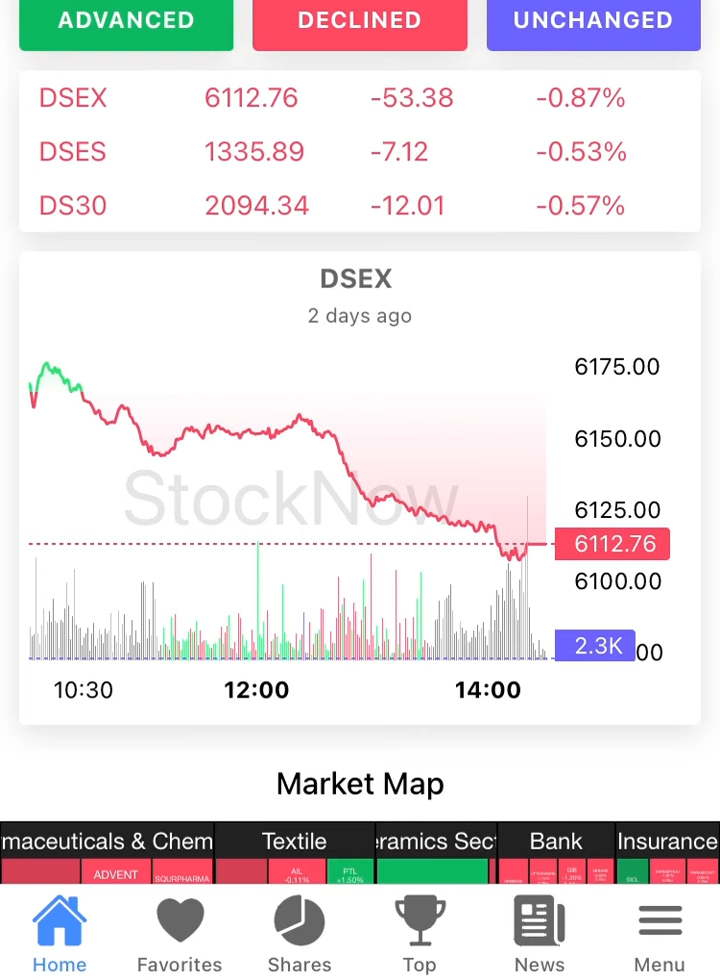 ADVANCED DECLINED UNCHANGED
DSEX 6112.76 -53.38 -0.87%
DSES 1335.89 -7.12 -0.53%
DS30 2094.34 -12.01 -0.57%
DSEX
2 days ago
6175.00
6150.00
StockNow
6125.00
6112.76
6100.00
2.3K 00
10:30 12:00 14:00
Market Map
maceuticals & Chem Textile eramics Sect Bank Insurance
ADVENT SQURPHARMA AIL PTL
-0.11% +1.50%
Home Favorites Shares Top News Menu